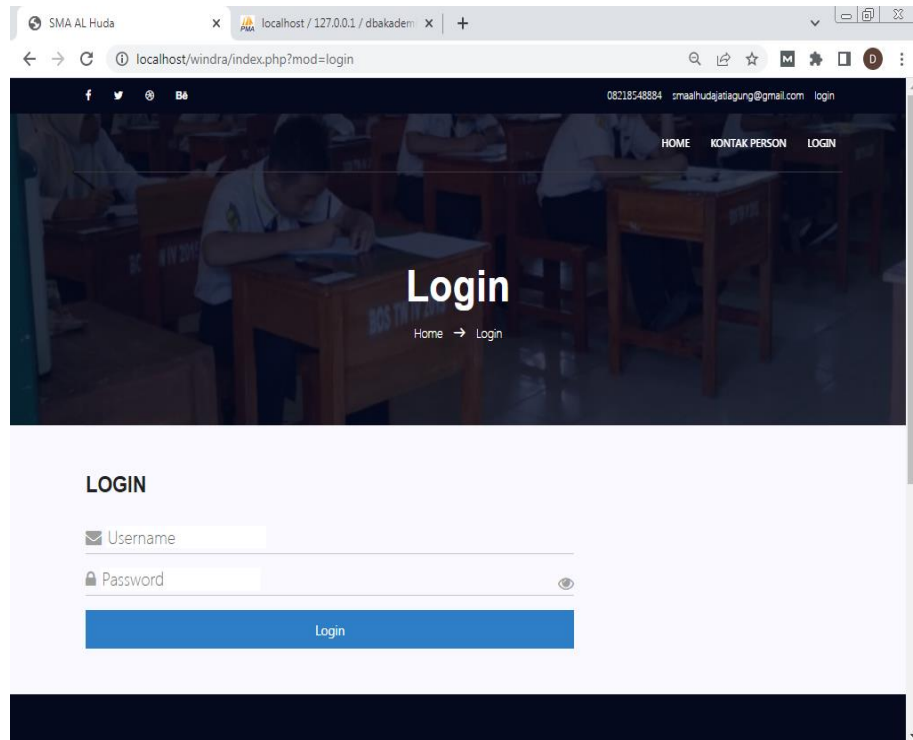 SMA AL Huda
PMA localhost / 127.0.0.1 / dbakadem
localhost/windra/index.php?mod=login
M D
f Bē 08218548884 smaalhudajatiagung@gmail.com login
HOME KONTAK PERSON LOGIN
Login
Home → Login
LOGIN
Username
Password
Login